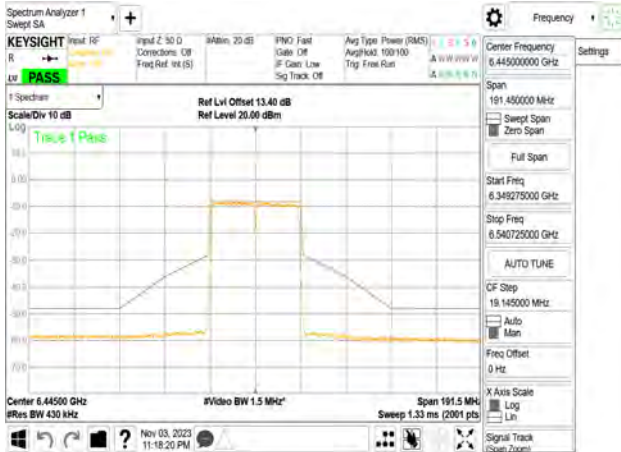 Spectrum Analyzer 1
Swept SA
+
Frequency
KEYSIGHT
Input: RF
R
LV PASS
Input Z: 50 Ω
Corrections: Off
Freq Ref: Int (S)
#Atten: 20 dB
PNO: Fast
Gate: Off
IF Gain: Low
Sig Track: Off
Avg Type: Power (RMS)
Avg|Hold: 100/100
Trig: Free Run
1 Spectrum
Scale/Div 10 dB
Ref Lvl Offset 13.40 dB
Ref Level 20.00 dBm
Log
Trace 1 Pass
Center 6.44500 GHz
#Res BW 430 kHz
#Video BW 1.5 MHz*
Span 191.5 MHz
Sweep 1.33 ms (2001 pts
Center Frequency
6.445000000 GHz
Settings
Span
191.450000 MHz
Swept Span
Zero Span
Full Span
Start Freq
6.349275000 GHz
Stop Freq
6.540725000 GHz
AUTO TUNE
CF Step
19.145000 MHz
Auto
Man
Freq Offset
0 Hz
X Axis Scale
Log
Lin
Signal Track
(Span Zoom)
?
Nov 03, 2023
11:18:20 PM